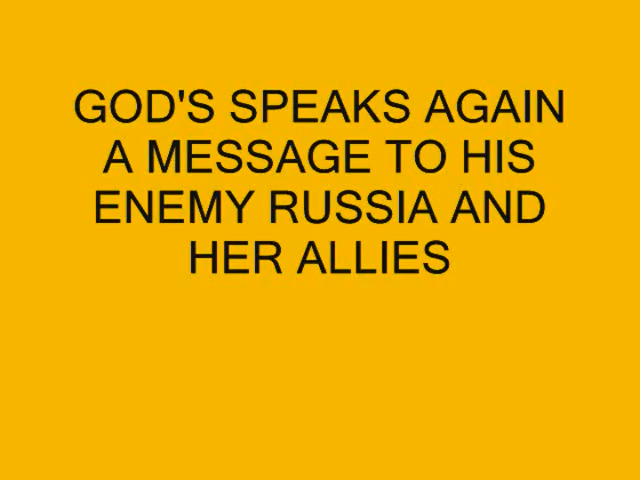 GOD'S SPEAKS AGAIN
A MESSAGE TO HIS
ENEMY RUSSIA AND
HER ALLIES